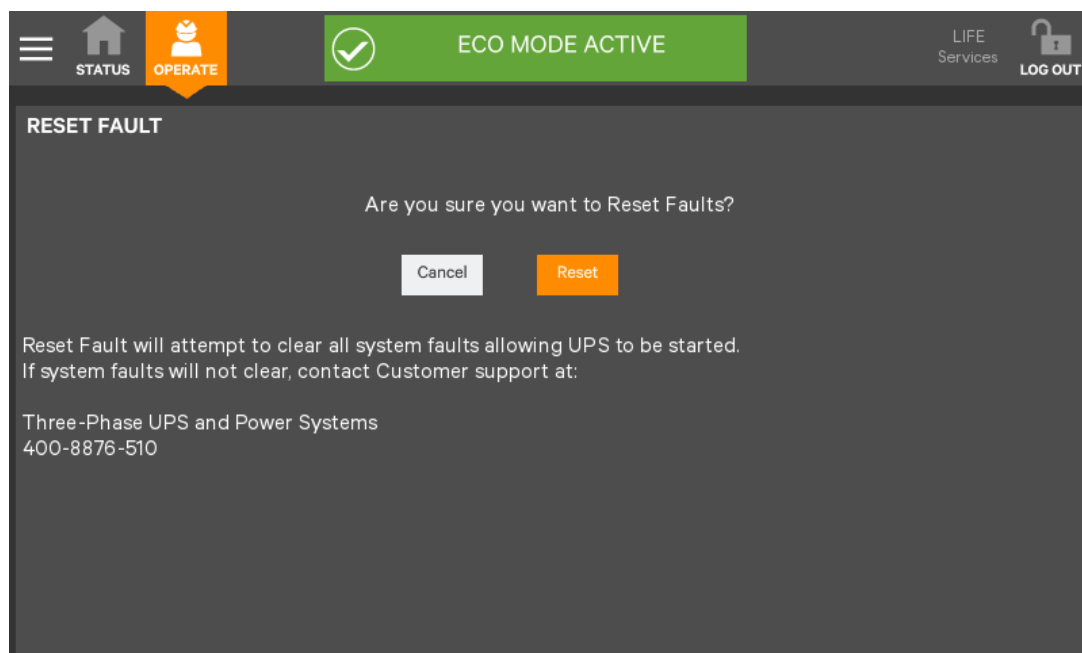 STATUS
OPERATE
ECO MODE ACTIVE
LIFE
Services
LOG OUT
RESET FAULT
Are you sure you want to Reset Faults?
Cancel
Reset
Reset Fault will attempt to clear all system faults allowing UPS to be started.
If system faults will not clear, contact Customer support at:
Three-Phase UPS and Power Systems
400-8876-510